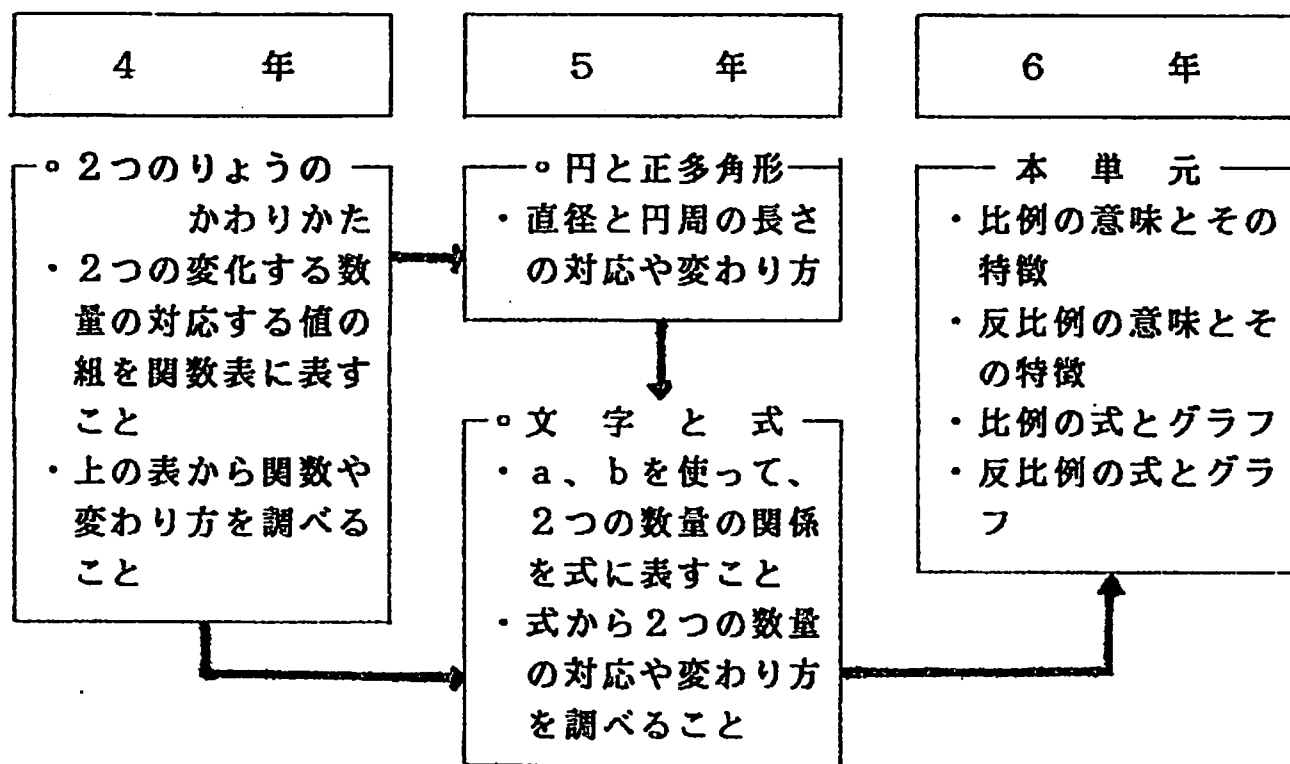 4 年
5 年
6 年
◦2つのりょうの
かわりかた
・2つの変化する数
量の対応する値の
組を関数表に表す
こと
・上の表から関数や
変わり方を調べる
こと
◦円と正多角形
・直径と円周の長さ
の対応や変わり方
◦文字と式
・a、bを使って、
2つの数量の関係
を式に表すこと
・式から2つの数量
の対応や変わり方
を調べること
本単元
・比例の意味とその
特徴
・反比例の意味とそ
の特徴
・比例の式とグラフ
・反比例の式とグラ
フ